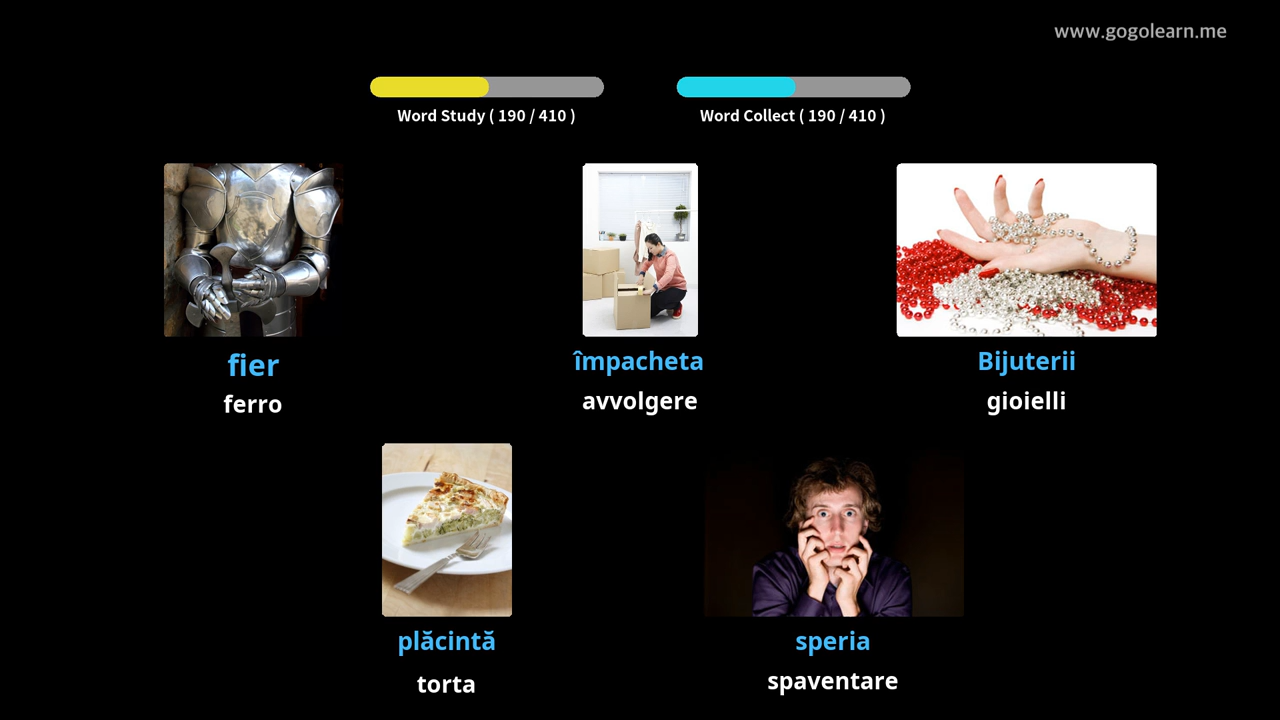 www.gogolearn.me
Word Study ( 190 / 410 )
Word Collect ( 190 / 410 )
fier
ferro
împacheta
avvolgere
Bijuterii
gioielli
plăcintă
torta
speria
spaventare